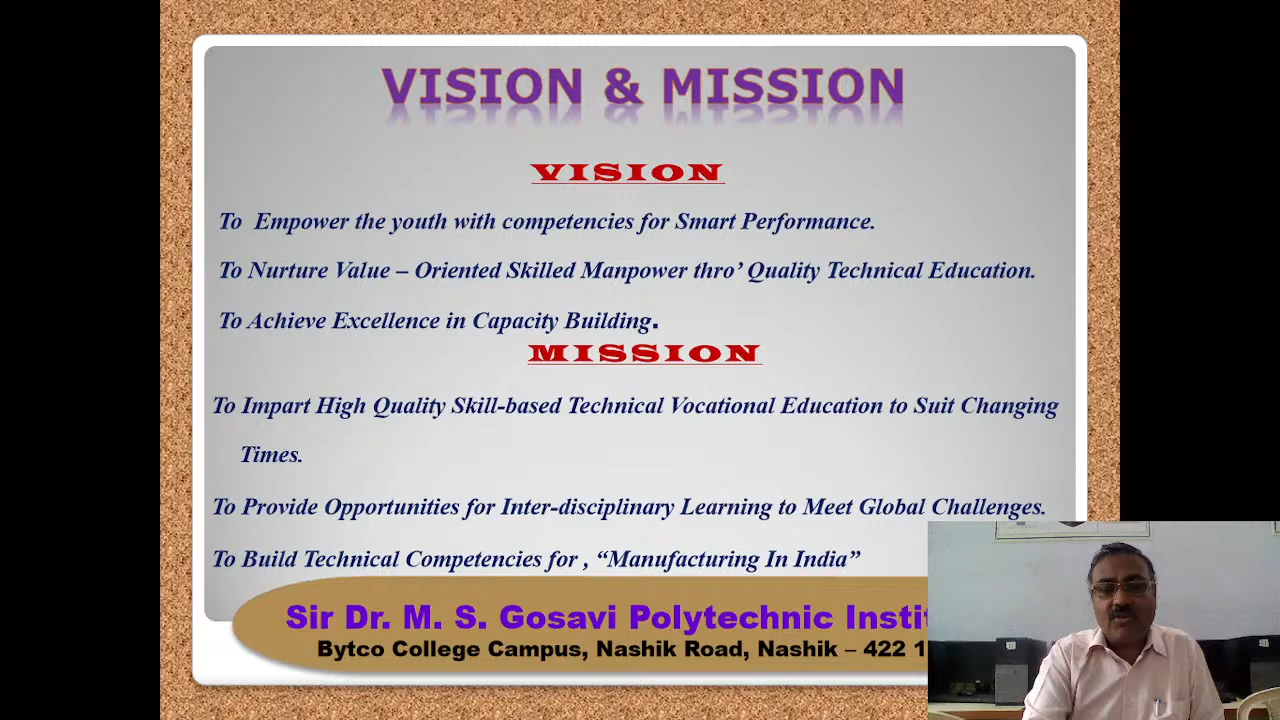 VISION & MISSION
VISION
To Empower the youth with competencies for Smart Performance.
To Nurture Value – Oriented Skilled Manpower thro’ Quality Technical Education.
To Achieve Excellence in Capacity Building.
MISSION
To Impart High Quality Skill-based Technical Vocational Education to Suit Changing
Times.
To Provide Opportunities for Inter-disciplinary Learning to Meet Global Challenges.
To Build Technical Competencies for , “Manufacturing In India”
Sir Dr. M. S. Gosavi Polytechnic
Bytco College Campus, Nashik Road, Nashik – 422